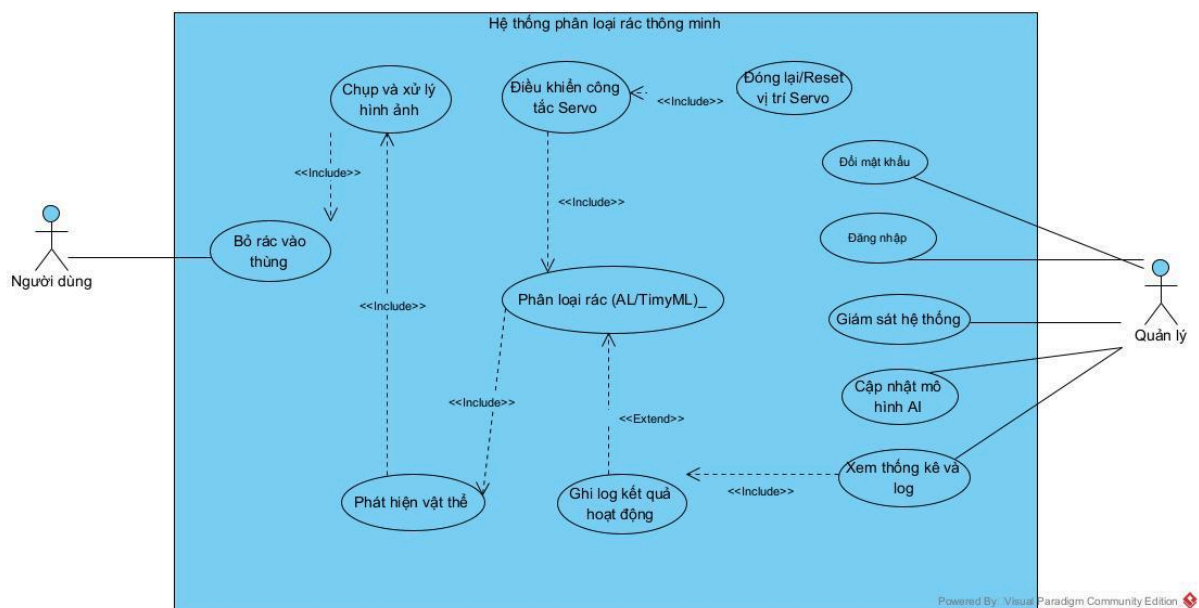 Hệ thống phân loại rác thông minh
Chụp và xử lý
hình ảnh
Điều khiển công
tắc Servo
<<Include>>
Đóng lại/Reset
vị trí Servo
<<Include>>
<<Include>>
Đổi mật khẩu
Người dùng
Bỏ rác vào
thùng
<<Include>>
Đăng nhập
Quản lý
Phân loại rác (AL/TimyML)_
Giám sát hệ thống
<<Include>>
<<Extend>>
Cập nhật mô
hình AI
Phát hiện vật thể
Ghi log kết quả
hoạt động
<<Include>>
Xem thống kê và
log
Powered By: Visual Paradigm Community Edition